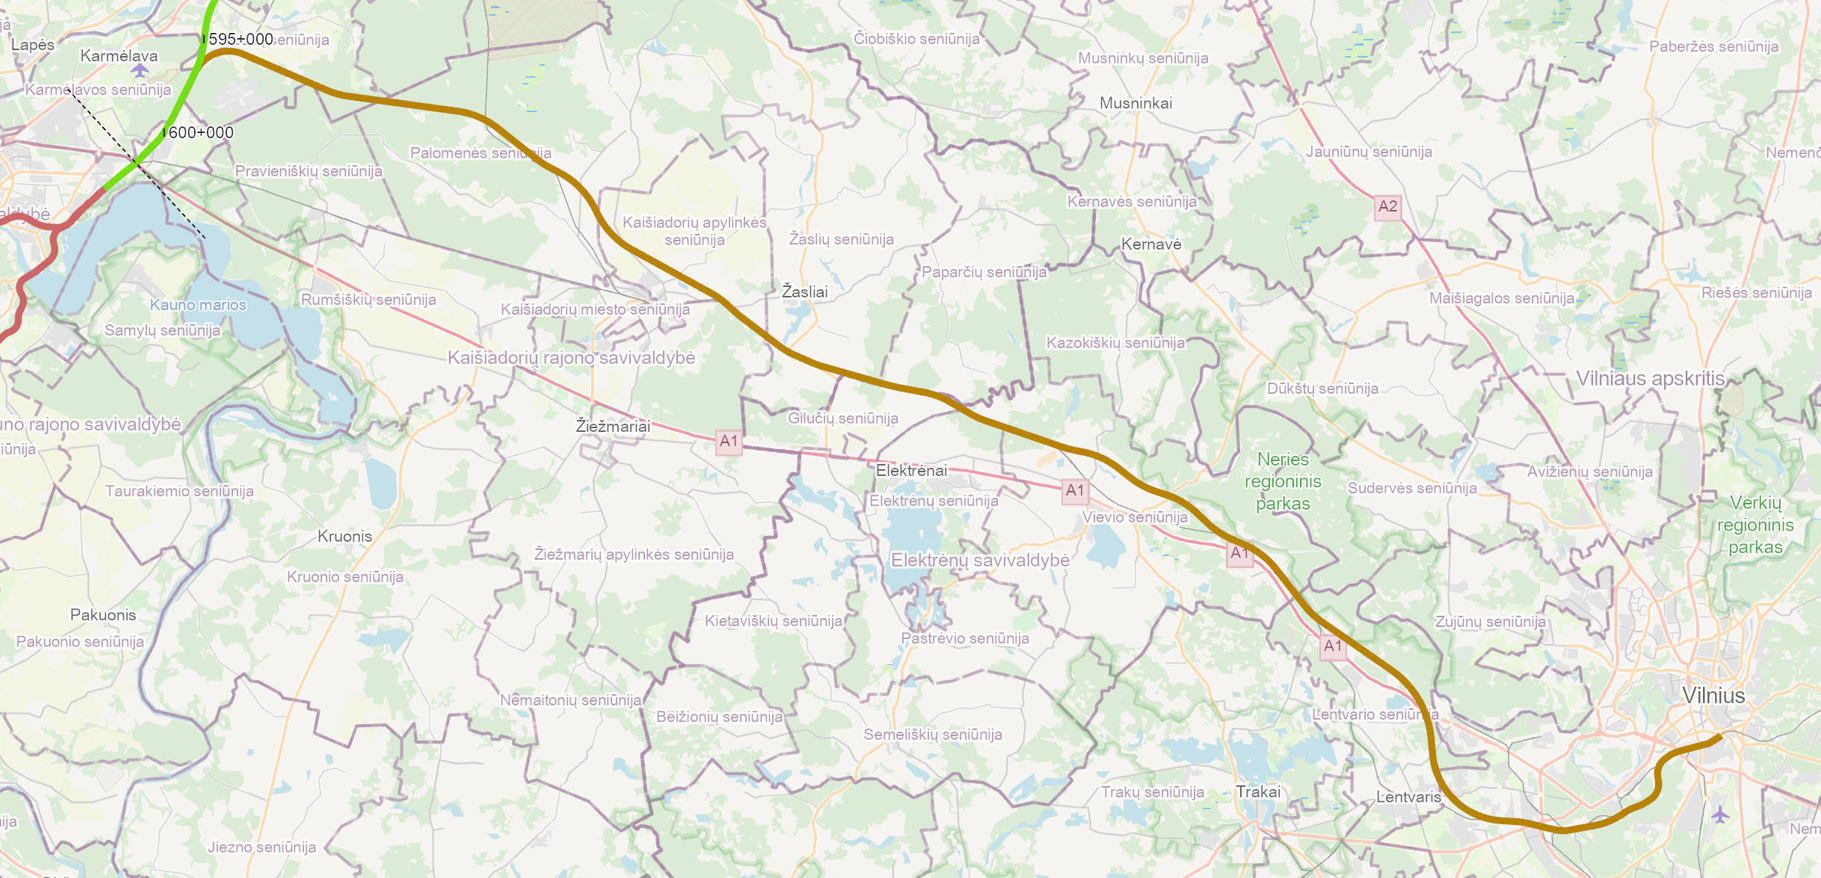 Lapės
Karmėlava
595+000
seniūnija
Karmėlavos seniūnija
600+000
Čiobiškio seniūnija
Musninkų seniūnija
Paberžės seniūnija
Musninkai
Palomenės seniūnija
Pravieniškių seniūnija
Jauniūnų seniūnija
Nemenč
aldybė
Kaišiadorių apylinkės
seniūnija
Žaslių seniūnija
Kernavės seniūnija
A2
Kernavė
Paparčių seniūnija
Kauno marios
Rumšiškių seniūnija
Žasliai
Kaišiadorių miesto seniūnija
Maišiagalos seniūnija
Riešės seniūnija
Samylų seniūnija
Kaišiadorių rajono savivaldybė
Kazokiškių seniūnija
Dūkštų seniūnija
Vilniaus apskritis
uno rajono savivaldybė
Žiežmariai
Gilučių seniūnija
A1
iūnija
Elektrėnai
Neries
regioninis
parkas
Avižienių seniūnija
Taurakiemio seniūnija
Elektrėnų seniūnija
A1
Sudervės seniūnija
Vievio seniūnija
Verkių
regioninis
parkas
Kruonis
Žiežmarių apylinkės seniūnija
Elektrėnų savivaldybė
A1
Kruonio seniūnija
Pakuonis
Pakuonio seniūnija
Kietaviškių seniūnija
Pastrėvio seniūnija
Zujūnų seniūnija
A1
Nemaitonių seniūnija
Beižionių seniūnija
Lentvario seniūnija
Vilnius
Semeliškių seniūnija
Trakų seniūnija
Trakai
Lentvaris
ija
Jiezno seniūnija
Nem